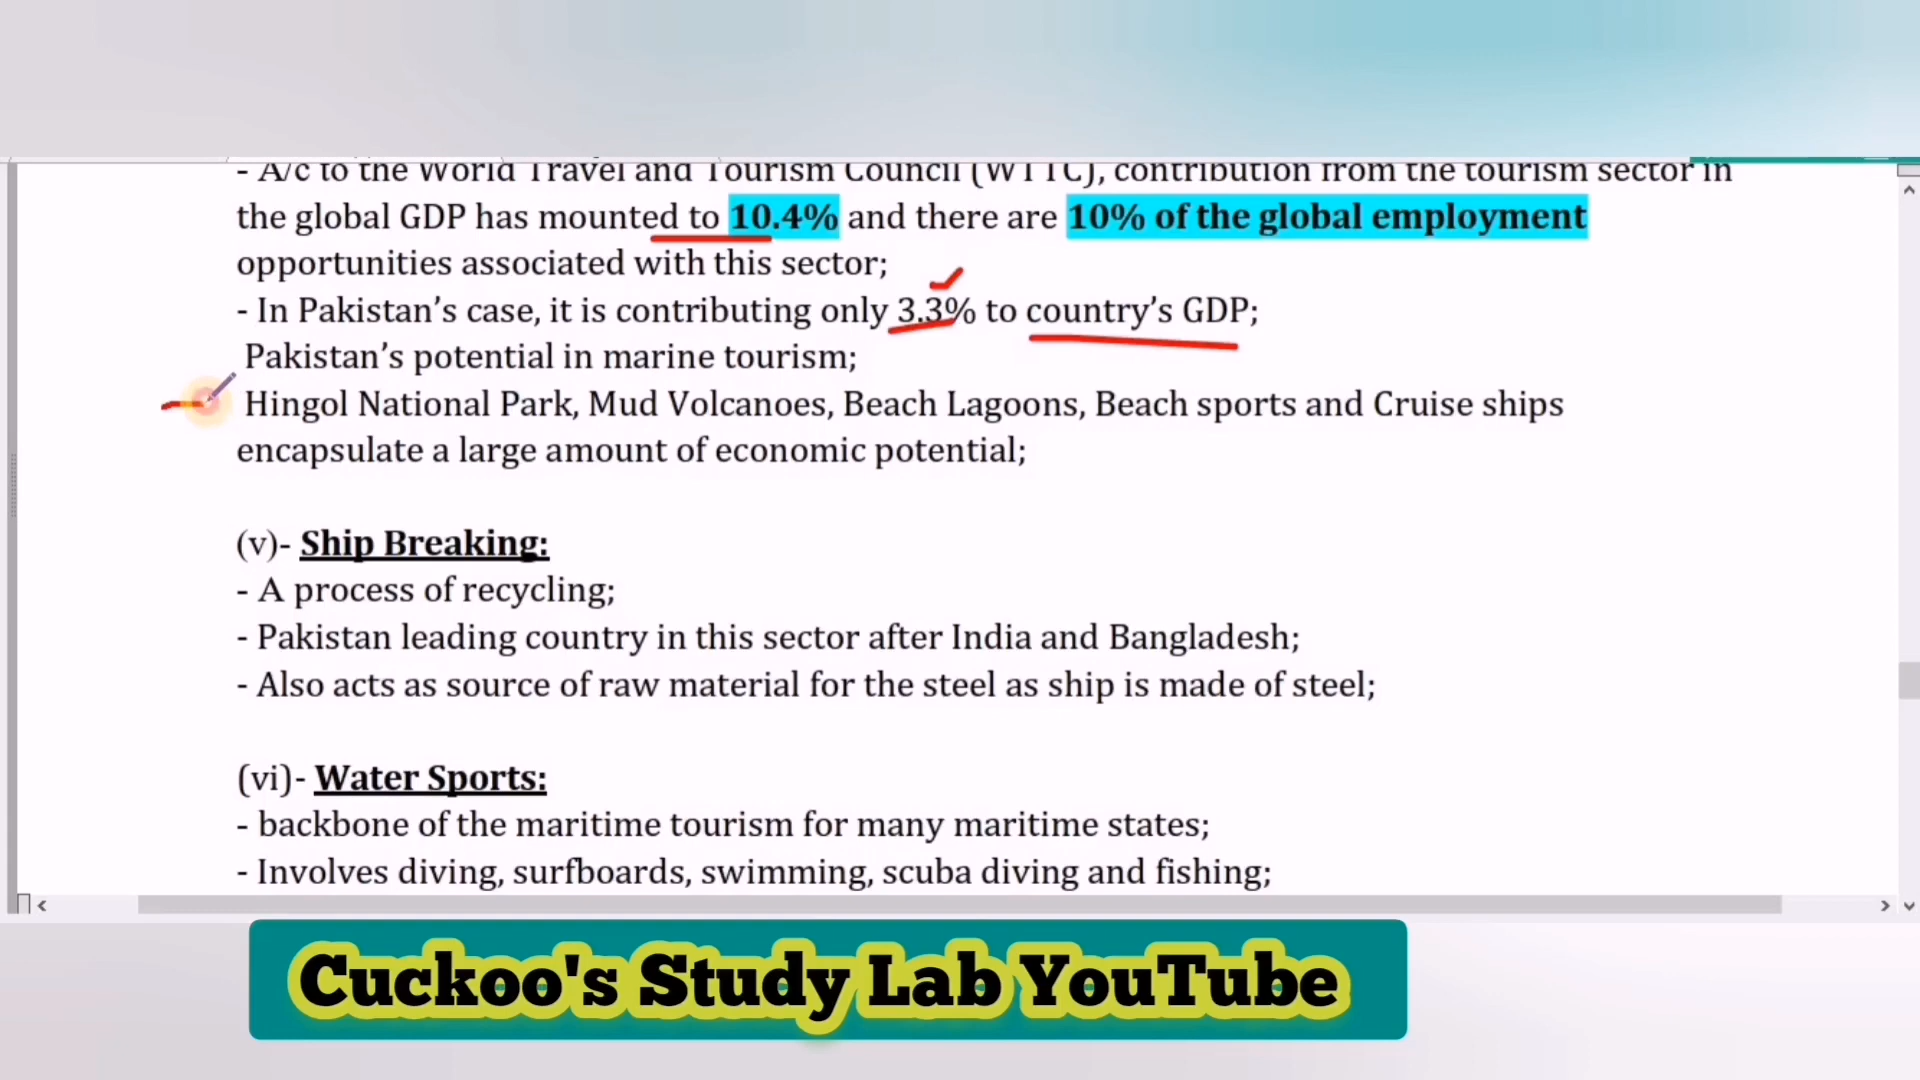 - A/c to the World Travel and Tourism Council (WTTC), contribution from the tourism sector in
the global GDP has mounted to 10.4% and there are 10% of the global employment
opportunities associated with this sector;
- In Pakistan’s case, it is contributing only 3.3% to country’s GDP;
Pakistan’s potential in marine tourism;
Hingol National Park, Mud Volcanoes, Beach Lagoons, Beach sports and Cruise ships
encapsulate a large amount of economic potential;
(v)- Ship Breaking:
- A process of recycling;
- Pakistan leading country in this sector after India and Bangladesh;
- Also acts as source of raw material for the steel as ship is made of steel;
(vi)- Water Sports:
- backbone of the maritime tourism for many maritime states;
- Involves diving, surfboards, swimming, scuba diving and fishing;
Cuckoo's Study Lab YouTube